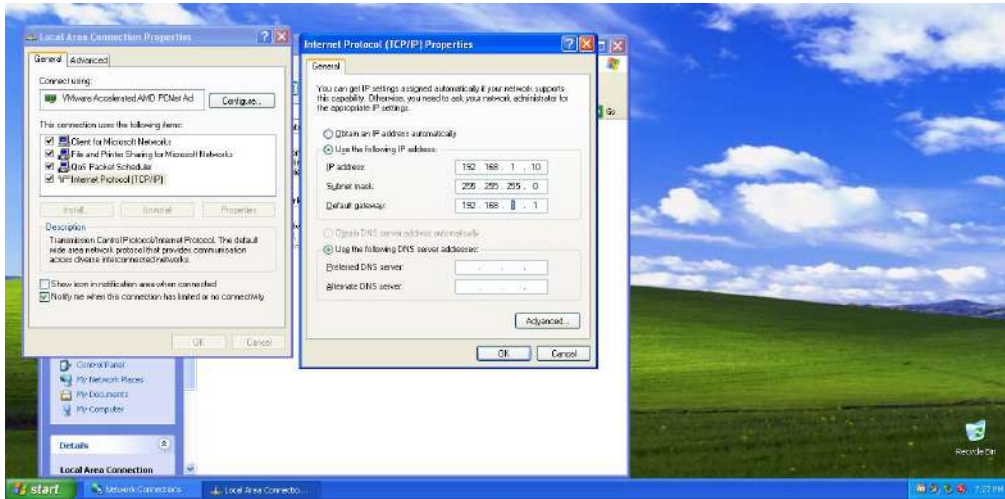 Local Area Connection Properties
General
Advanced
Connect using:
VMware Accelerated AMD PCNet Ad
Configure...
This connection uses the following items:
Client for Microsoft Networks
File and Printer Sharing for Microsoft Networks
QoS Packet Scheduler
Internet Protocol (TCP/IP)
Install...
Uninstall
Properties
Description
Transmission Control Protocol/Internet Protocol. The default
wide area network protocol that provides communication
across diverse interconnected networks.
Show icon in notification area when connected
Notify me when this connection has limited or no connectivity
OK
Cancel
Internet Protocol (TCP/IP) Properties
General
You can get IP settings assigned automatically if your network supports
this capability. Otherwise, you need to ask your network administrator for
the appropriate IP settings.
Obtain an IP address automatically
Use the following IP address:
IP address:
192 . 168 . 1 . 10
Subnet mask:
255 . 255 . 255 . 0
Default gateway:
192 . 168 . 1 . 1
Obtain DNS server address automatically
Use the following DNS server addresses:
Preferred DNS server:
Alternate DNS server:
Advanced...
OK
Cancel
Go
Control Panel
My Network Places
My Documents
My Computer
Details
Local Area Connection
Recycle Bin
start
Network Connections
Local Area Connectio...
7:27 PM